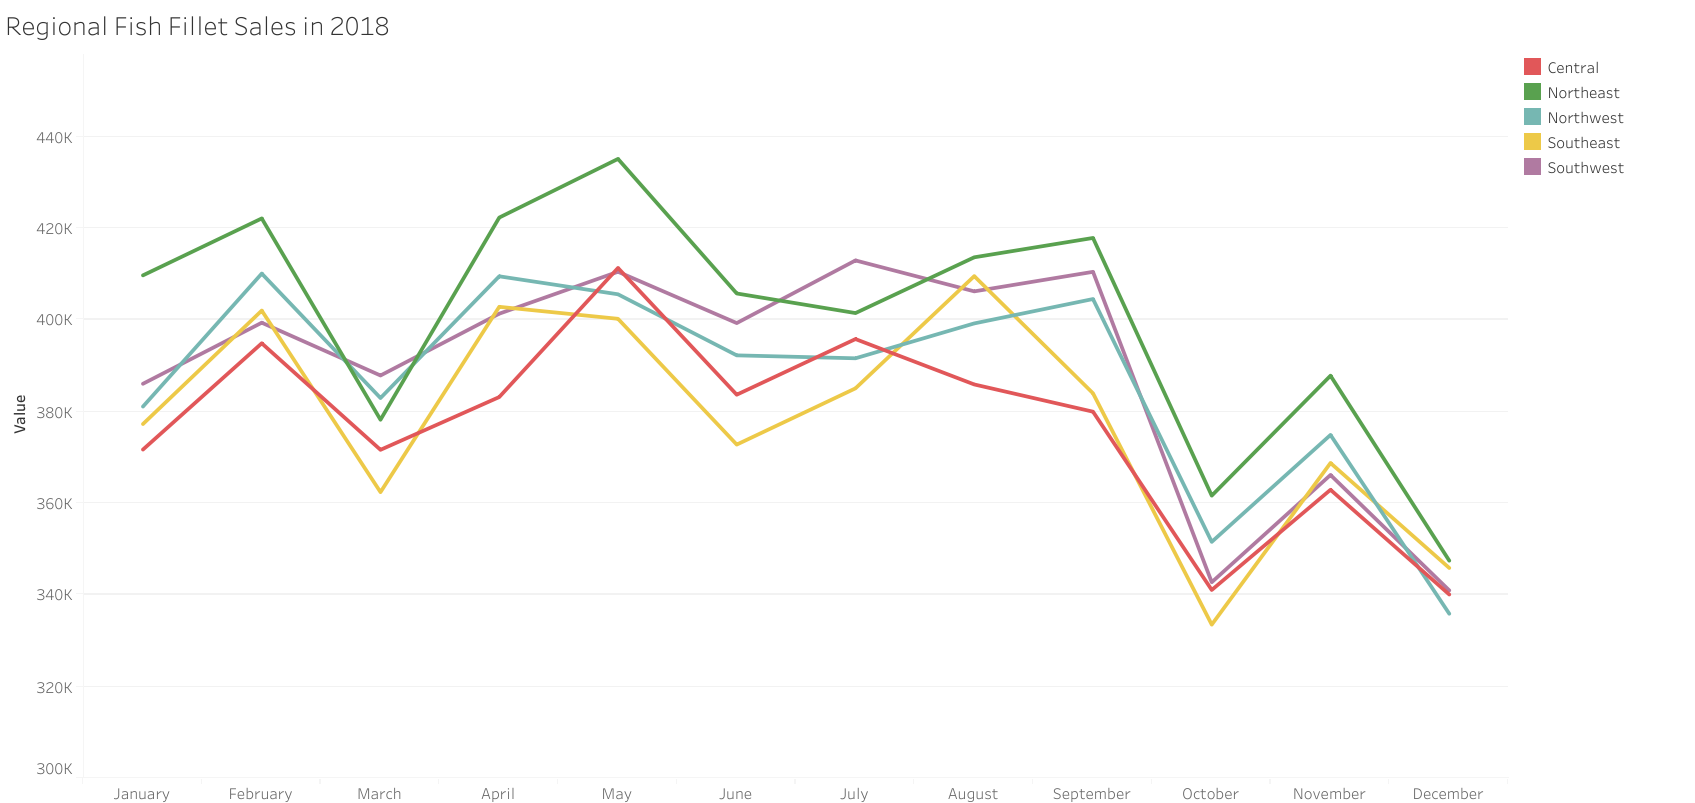 Regional Fish Fillet Sales in 2018
Central
Northeast
Northwest
Southeast
Southwest
Value
440K
420K
400K
380K
360K
340K
320K
300K
January February March April May June July August September October November December